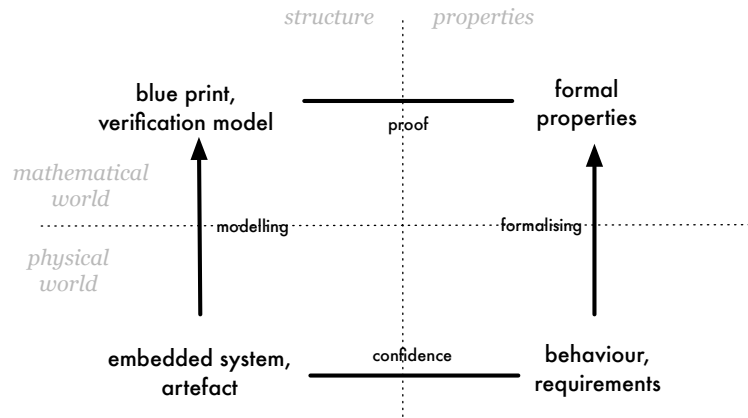 structure
properties
blue print,
verification model
formal
properties
proof
mathematical
world
modelling
formalising
physical
world
embedded system,
artefact
confidence
behaviour,
requirements